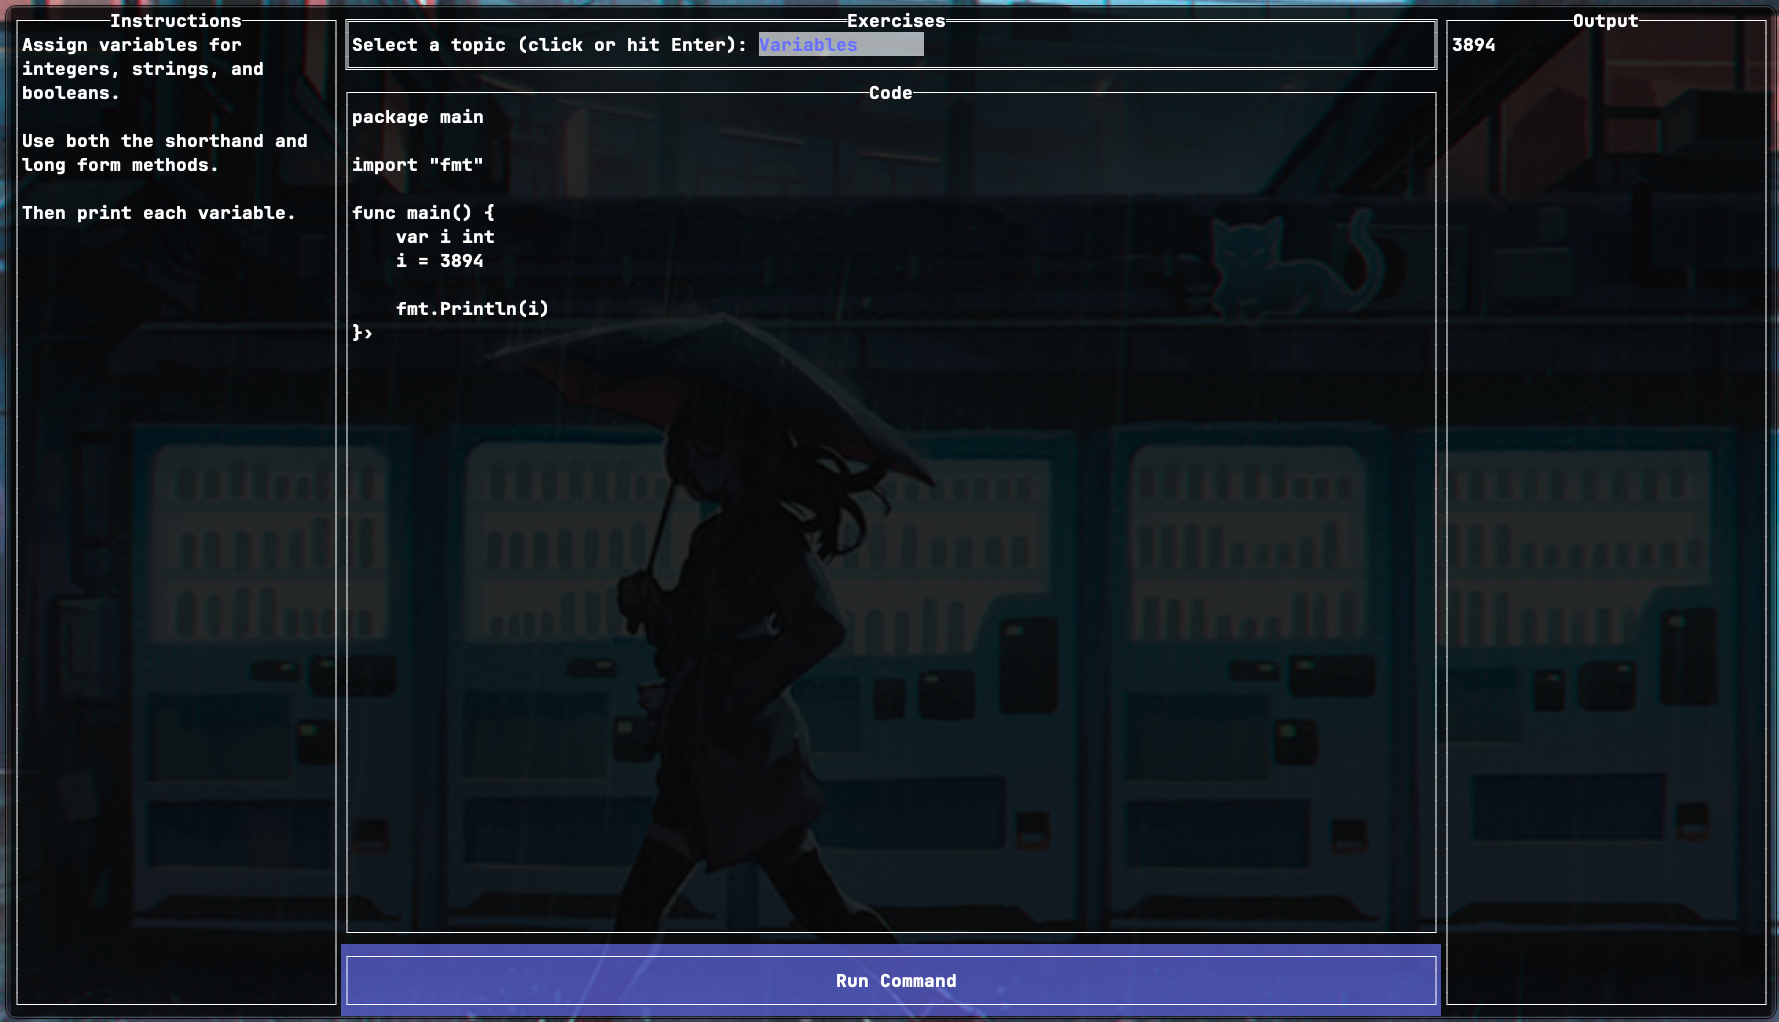 Instructions
Assign variables for
integers, strings, and
booleans.
Use both the shorthand and
long form methods.
Then print each variable.
Exercises
Select a topic (click or hit Enter): Variables
Code
package main
import "fmt"
func main() {
    var i int
    i = 3894
    fmt.Println(i)
}›
Run Command
Output
3894